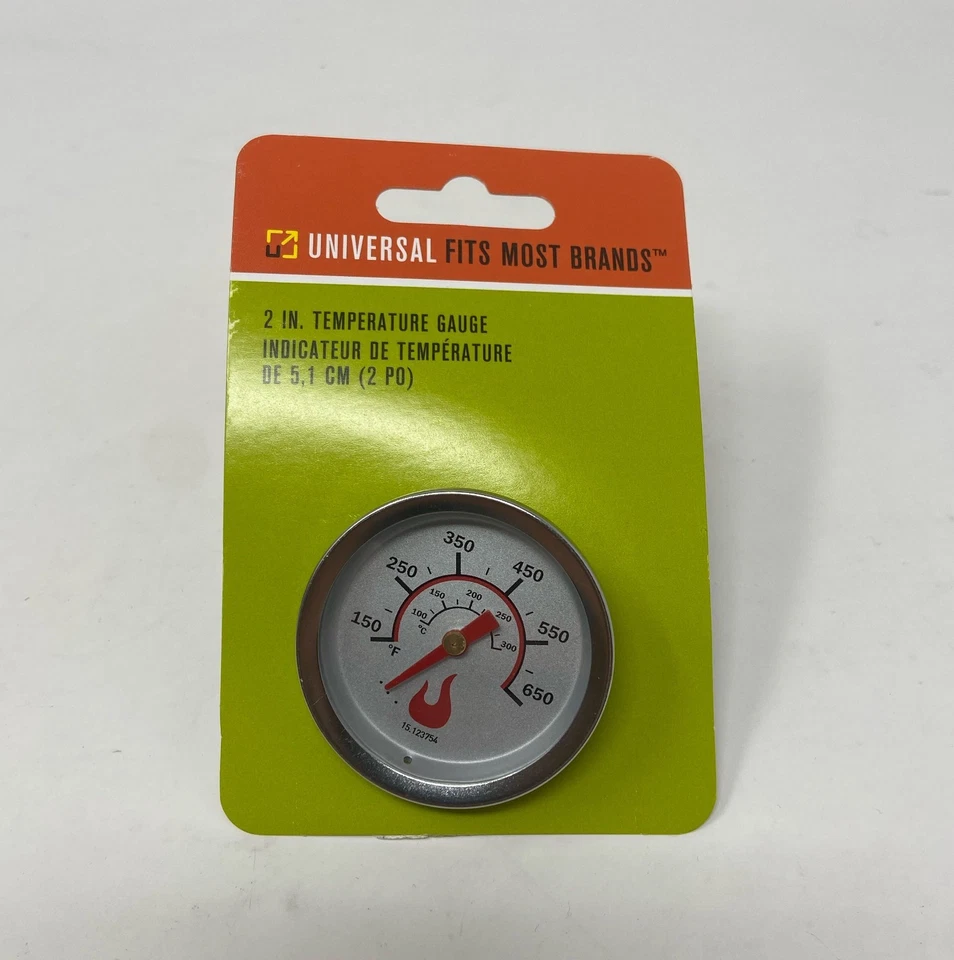 UNIVERSAL FITS MOST BRANDS™
2 IN. TEMPERATURE GAUGE
INDICATEUR DE TEMPÉRATURE
DE 5,1 CM (2 PO)
350
250
450
150
550
650
°F
150
200
100
250
°C
300
15.123754